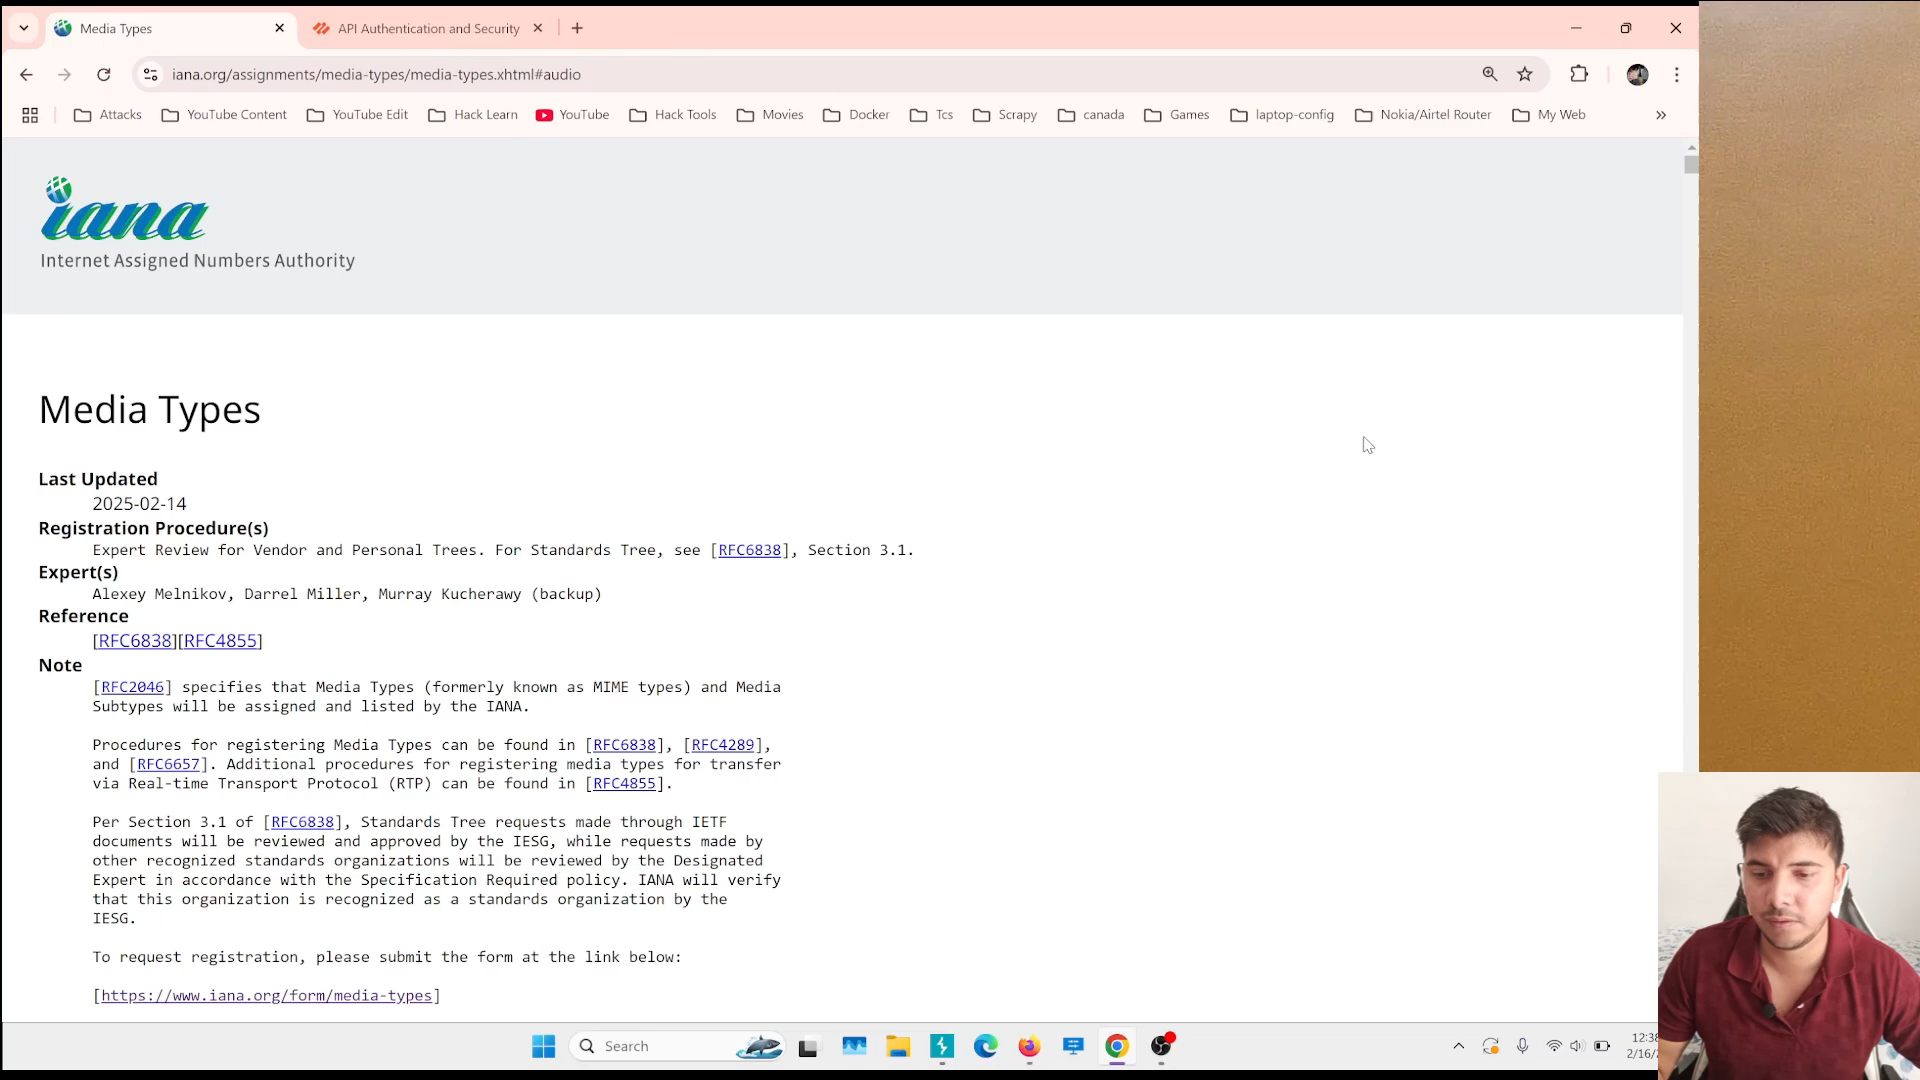 Media Types
API Authentication and Security
iana.org/assignments/media-types/media-types.xhtml#audio
Attacks
YouTube Content
YouTube Edit
Hack Learn
YouTube
Hack Tools
Movies
Docker
Tcs
Scrapy
canada
Games
laptop-config
Nokia/Airtel Router
My Web
iana
Internet Assigned Numbers Authority
Media Types
Last Updated
2025-02-14
Registration Procedure(s)
Expert Review for Vendor and Personal Trees. For Standards Tree, see [RFC6838], Section 3.1.
Expert(s)
Alexey Melnikov, Darrel Miller, Murray Kucherawy (backup)
Reference
[RFC6838][RFC4855]
Note
[RFC2046] specifies that Media Types (formerly known as MIME types) and Media
Subtypes will be assigned and listed by the IANA.
Procedures for registering Media Types can be found in [RFC6838], [RFC4289],
and [RFC6657]. Additional procedures for registering media types for transfer
via Real-time Transport Protocol (RTP) can be found in [RFC4855].
Per Section 3.1 of [RFC6838], Standards Tree requests made through IETF
documents will be reviewed and approved by the IESG, while requests made by
other recognized standards organizations will be reviewed by the Designated
Expert in accordance with the Specification Required policy. IANA will verify
that this organization is recognized as a standards organization by the
IESG.
To request registration, please submit the form at the link below:
[https://www.iana.org/form/media-types]
Search
12:38
2/16/